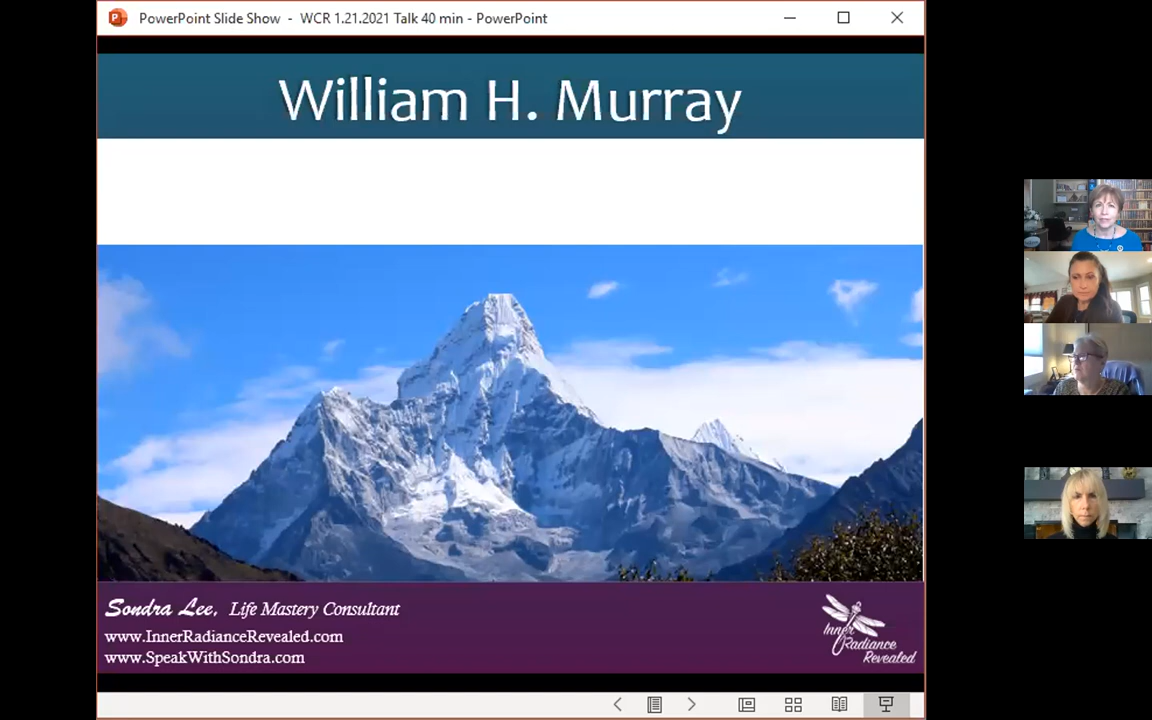 PowerPoint Slide Show - WCR 1.21.2021 Talk 40 min - PowerPoint
William H. Murray
Sondra Lee, Life Mastery Consultant
www.InnerRadianceRevealed.com
www.SpeakWithSondra.com
Inner
Radiance
Revealed